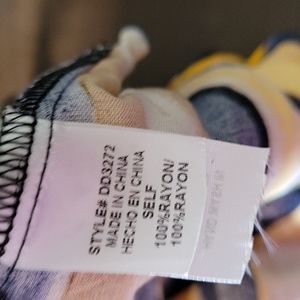 STYLE# DD3272
MADE IN CHINA
HECHO EN CHINA
SELF
100%RAYON/
100%RAYON